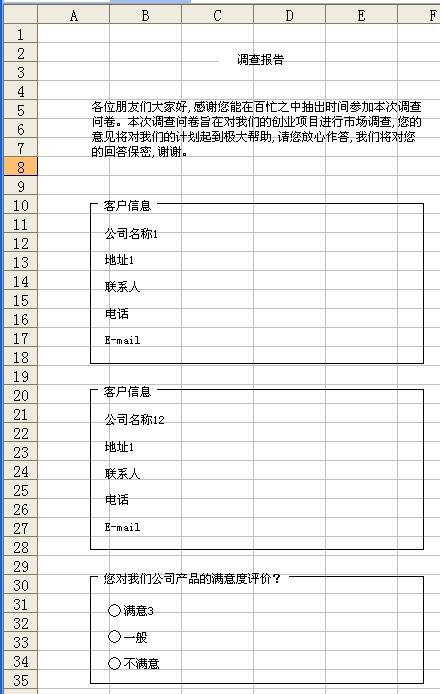 A B C D E F
1
2
调查报告
3
4
5
各位朋友们大家好,感谢您能在百忙之中抽出时间参加本次调查
6
问卷。本次调查问卷旨在对我们的创业项目进行市场调查,您的
意见将对我们的计划起到极大帮助,请您放心作答,我们将对您
7
的回答保密,谢谢。
8
9
10 客户信息
11
公司名称1
12
13 地址1
14 联系人
15
电话
16
17 E-mail
18
19
20 客户信息
21
公司名称12
22
23 地址1
24 联系人
25
电话
26
27 E-mail
28
29
30 您对我们公司产品的满意度评价？
31
满意3
32
33 一般
34 不满意
35